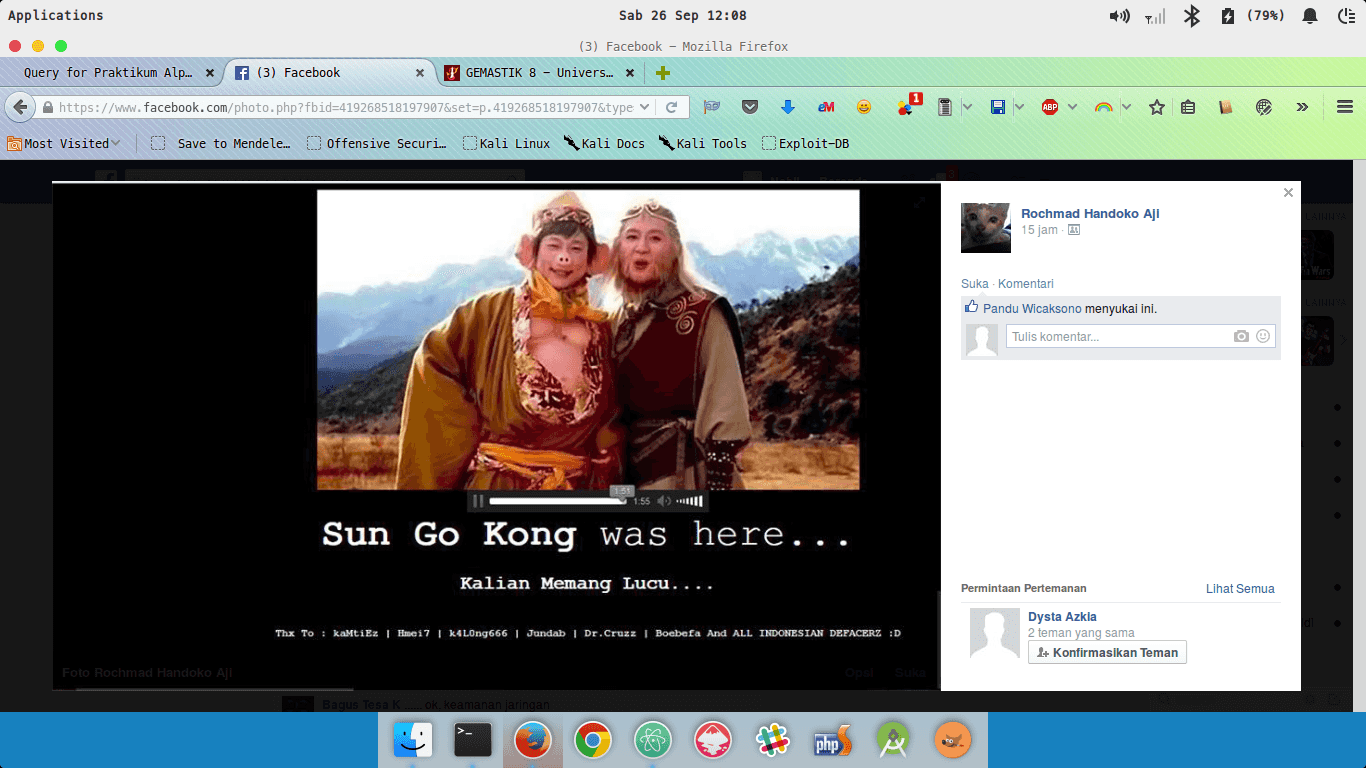 Applications
Sab 26 Sep 12:08
(79%)
(3) Facebook - Mozilla Firefox
Query for Praktikum Alp...
(3) Facebook
GEMASTIK 8 - Univers...
https://www.facebook.com/photo.php?fbid=419268518197907&set=p.419268518197907&type
eM
1
ABP
Most Visited
Save to Mendele...
Offensive Securi...
Kali Linux
Kali Docs
Kali Tools
Exploit-DB
Rochmad Handoko Aji
15 jam ·
Suka · Komentari
Pandu Wicaksono menyukai ini.
Tulis komentar...
1:51
1:55
Sun Go Kong was here...
Kalian Memang Lucu....
Thx To : kaMtiEz | Hmei7 | k4L0ng666 | Jundab | Dr.Cruzz | Boebefa And ALL INDONESIAN DEFACERZ :D
Foto Rochmad Handoko Aji
Opsi
Suka
Permintaan Pertemanan
Lihat Semua
Dysta Azkia
2 teman yang sama
Konfirmasikan Teman
Bagus Tesa K ...... ok, keamanan jaringan
>_
php